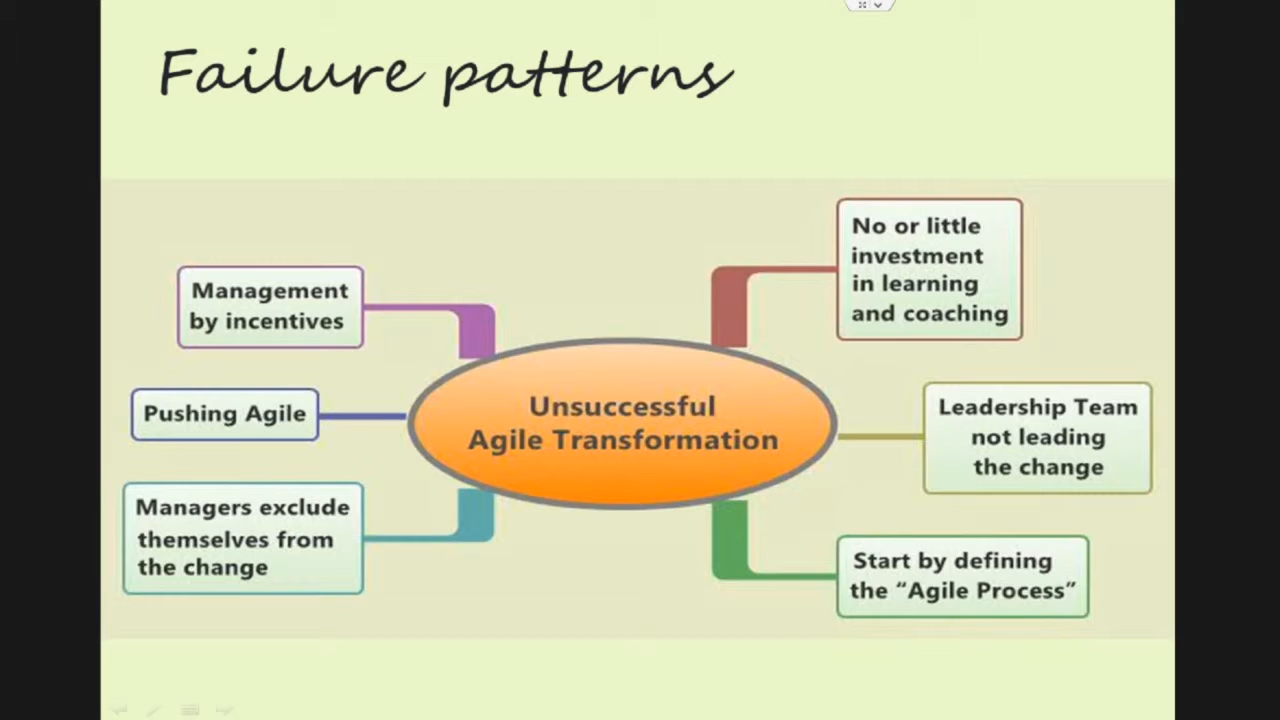 Failure patterns
Management
by incentives
Pushing Agile
Managers exclude
themselves from
the change
Unsuccessful
Agile Transformation
No or little
investment
in learning
and coaching
Leadership Team
not leading
the change
Start by defining
the “Agile Process”